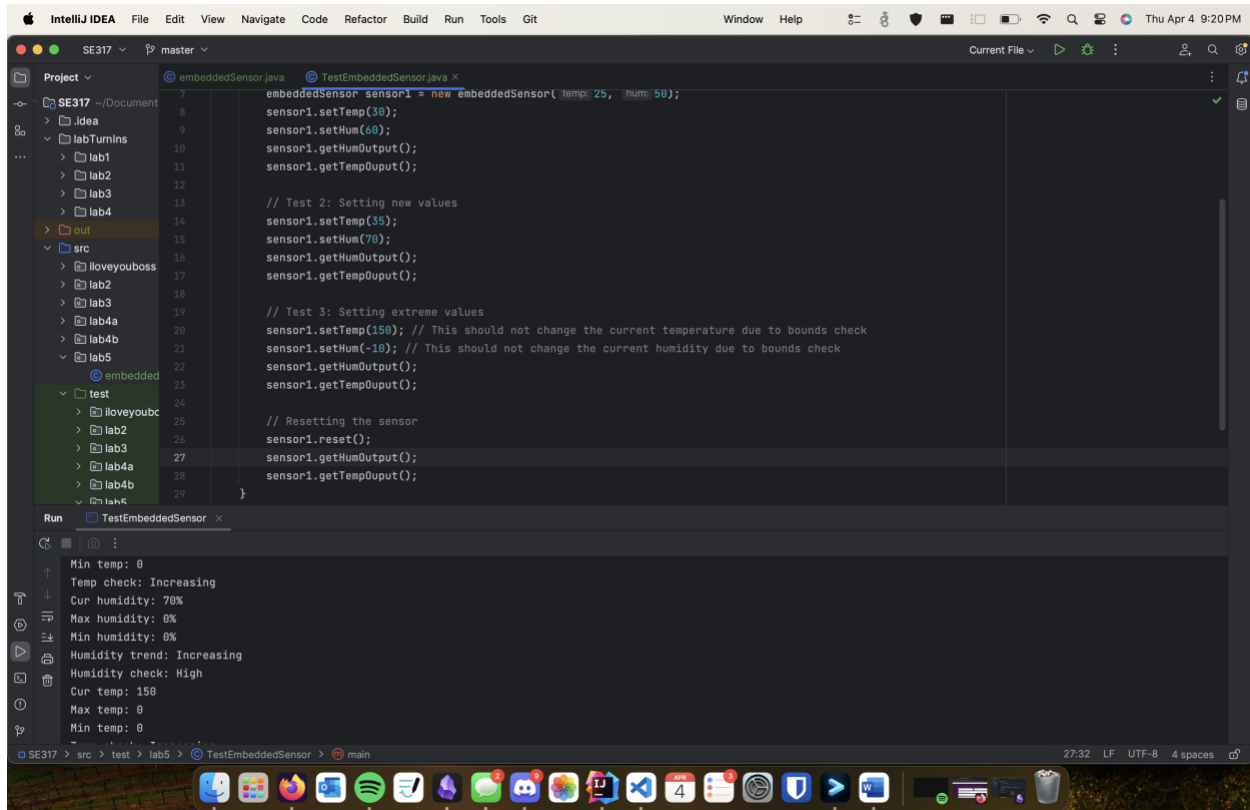 IntelliJ IDEA File Edit View Navigate Code Refactor Build Run Tools Git Window Help Thu Apr 4 9:20 PM
SE317 master Current File
Project embeddedSensor.java TestEmbeddedSensor.java
SE317 ~/Document
.idea
labTurnIns
lab1
lab2
lab3
lab4
out
src
iloveyouboss
lab2
lab3
lab4a
lab4b
lab5
embedded
test
iloveyoubo
lab2
lab3
lab4a
lab4b
lab5
7 embeddedSensor sensor1 = new embeddedSensor( temp: 25, hum: 50);
8 sensor1.setTemp(30);
9 sensor1.setHum(60);
10 sensor1.getHumOutput();
11 sensor1.getTempOuput();
12
13 // Test 2: Setting new values
14 sensor1.setTemp(35);
15 sensor1.setHum(70);
16 sensor1.getHumOutput();
17 sensor1.getTempOuput();
18
19 // Test 3: Setting extreme values
20 sensor1.setTemp(150); // This should not change the current temperature due to bounds check
21 sensor1.setHum(-10); // This should not change the current humidity due to bounds check
22 sensor1.getHumOutput();
23 sensor1.getTempOuput();
24
25 // Resetting the sensor
26 sensor1.reset();
27 sensor1.getHumOutput();
28 sensor1.getTempOuput();
29 }
Run TestEmbeddedSensor
Min temp: 0
Temp check: Increasing
Cur humidity: 70%
Max humidity: 0%
Min humidity: 0%
Humidity trend: Increasing
Humidity check: High
Cur temp: 150
Max temp: 0
Min temp: 0
SE317 > src > test > lab5 > TestEmbeddedSensor > main 27:32 LF UTF-8 4 spaces
2 9 APR 4 3